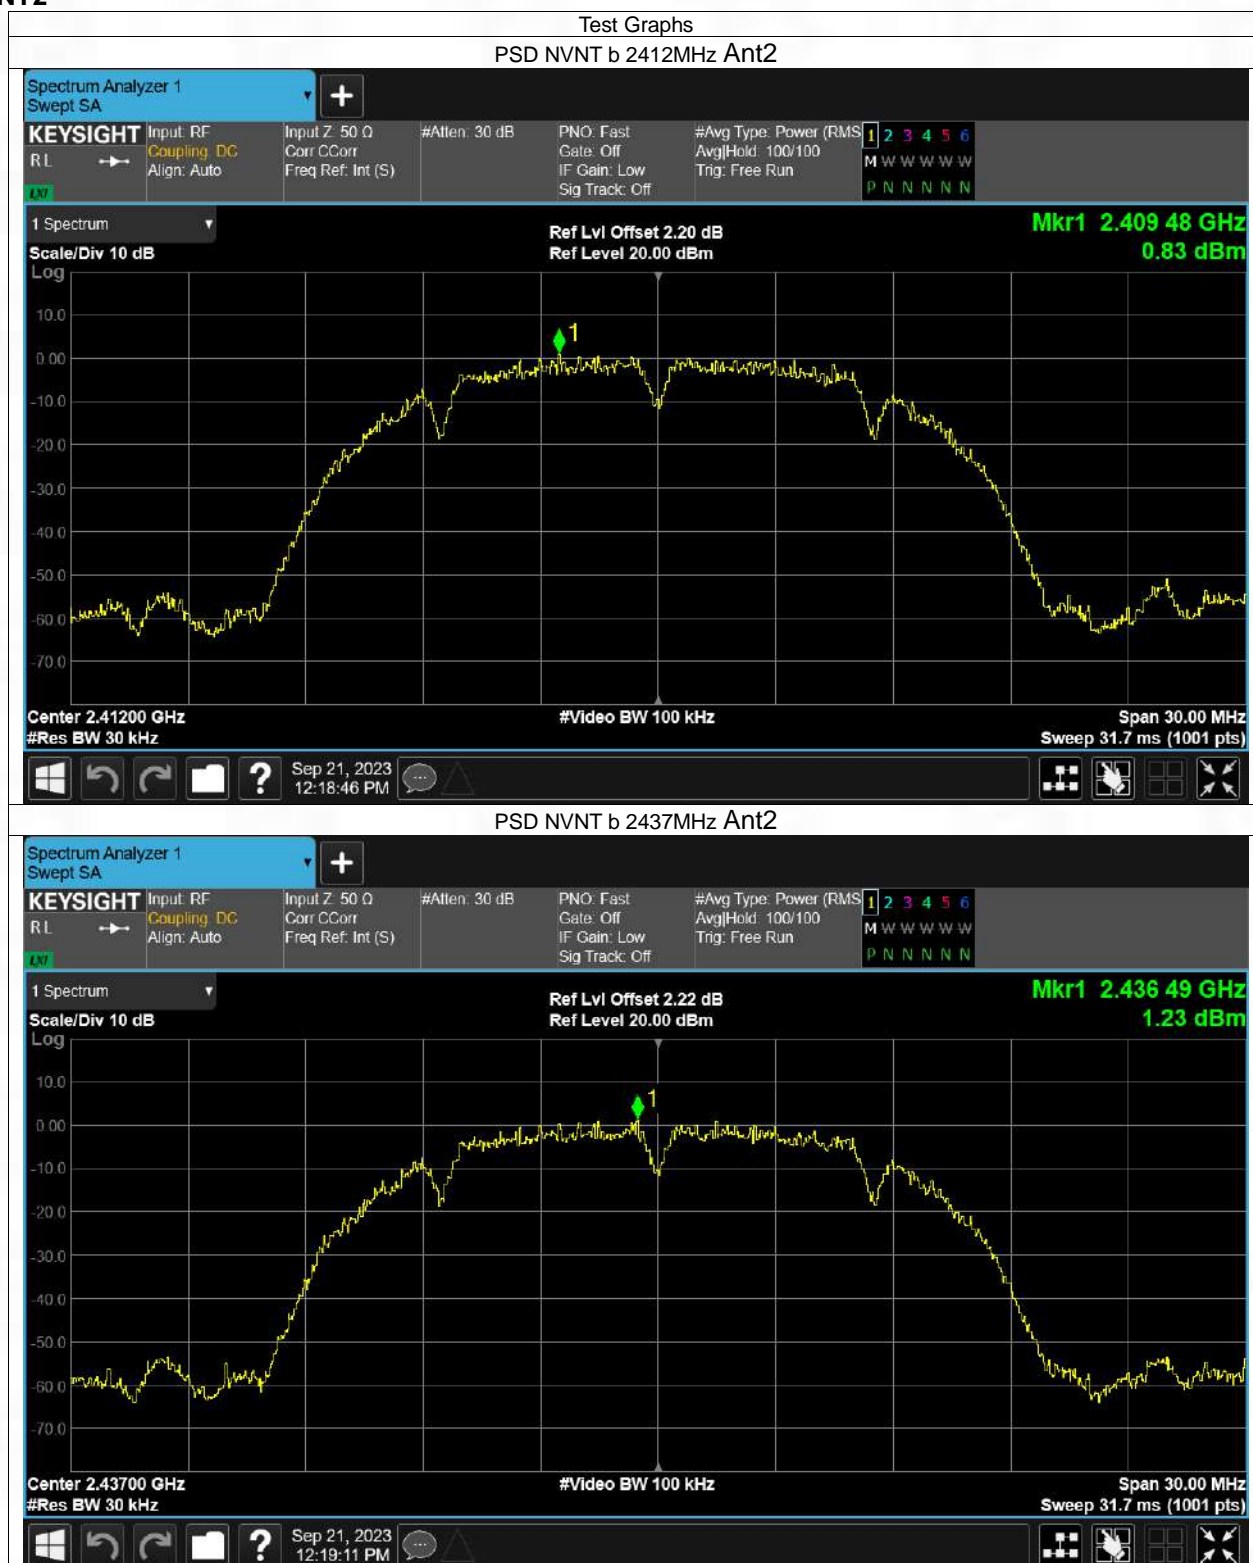 Test Graphs
PSD NVNT b 2412MHz Ant2
Spectrum Analyzer 1
Swept SA
KEYSIGHT Input: RF Input Z: 50 Ω #Atten: 30 dB PNO: Fast #Avg Type: Power (RMS 1 2 3 4 5 6
RL Coupling: DC Corr CCorr Gate: Off Avg|Hold: 100/100 M W W W W W
Align: Auto Freq Ref: Int (S) IF Gain: Low Trig: Free Run
LXI Sig Track: Off P N N N N N
1 Spectrum Ref Lvl Offset 2.20 dB Mkr1 2.409 48 GHz
Scale/Div 10 dB Ref Level 20.00 dBm 0.83 dBm
Log
10.0
1
0.00
-10.0
-20.0
-30.0
-40.0
-50.0
-60.0
-70.0
Center 2.41200 GHz #Video BW 100 kHz Span 30.00 MHz
#Res BW 30 kHz Sweep 31.7 ms (1001 pts)
? Sep 21, 2023
12:18:46 PM
PSD NVNT b 2437MHz Ant2
Spectrum Analyzer 1
Swept SA
KEYSIGHT Input: RF Input Z: 50 Ω #Atten: 30 dB PNO: Fast #Avg Type: Power (RMS 1 2 3 4 5 6
RL Coupling: DC Corr CCorr Gate: Off Avg|Hold: 100/100 M W W W W W
Align: Auto Freq Ref: Int (S) IF Gain: Low Trig: Free Run
LXI Sig Track: Off P N N N N N
1 Spectrum Ref Lvl Offset 2.22 dB Mkr1 2.436 49 GHz
Scale/Div 10 dB Ref Level 20.00 dBm 1.23 dBm
Log
10.0
1
0.00
-10.0
-20.0
-30.0
-40.0
-50.0
-60.0
-70.0
Center 2.43700 GHz #Video BW 100 kHz Span 30.00 MHz
#Res BW 30 kHz Sweep 31.7 ms (1001 pts)
? Sep 21, 2023
12:19:11 PM